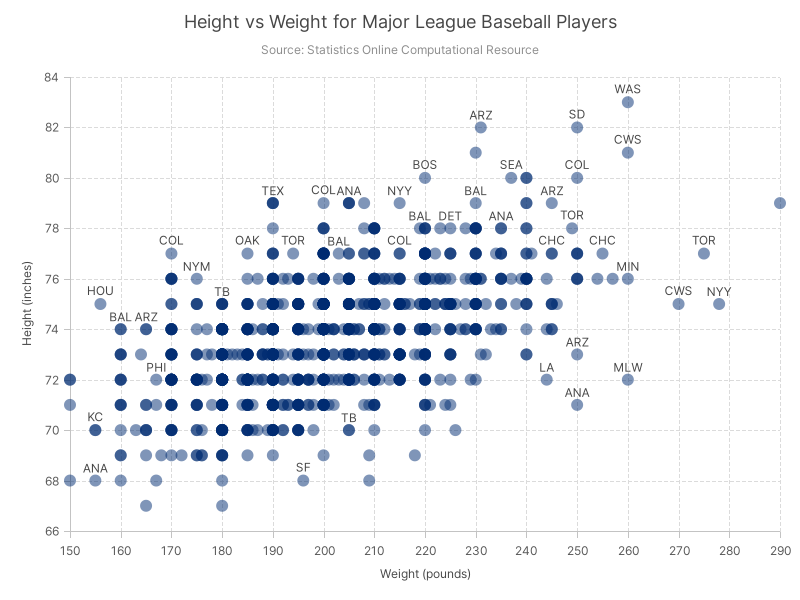 Height vs Weight for Major League Baseball Players
Source: Statistics Online Computational Resource
84
WAS
82
ARZ SD
CWS
80
BOS SEA COL
TEX COL ANA NYY BAL ARZ
78
BAL DET ANA TOR
COL OAK TOR BAL COL CHC CHC TOR
76
NYM MIN
HOU TB CWS NYY
74
BAL ARZ
ARZ
72
PHI LA MLW
ANA
70
KC TB
68
ANA SF
66
150 160 170 180 190 200 210 220 230 240 250 260 270 280 290
Height (inches)
Weight (pounds)